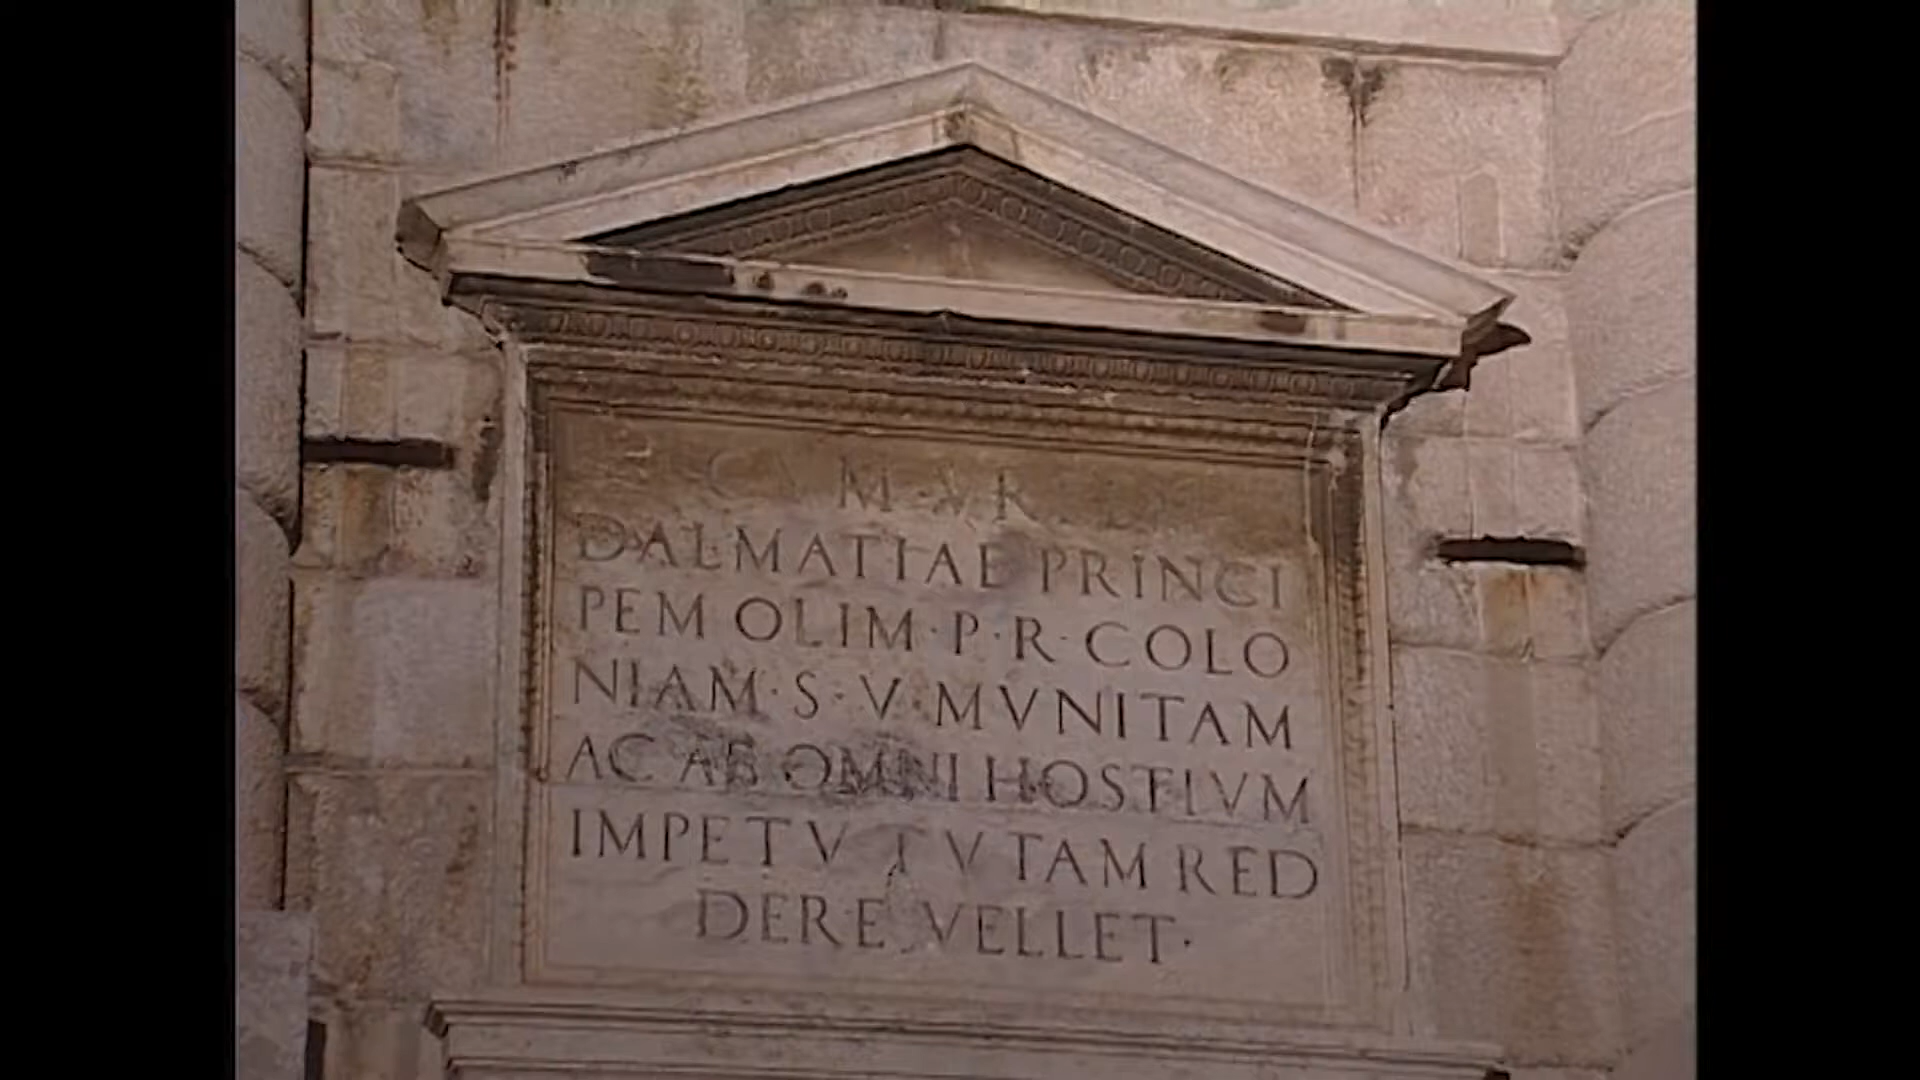 DALMATIAE PRINCI
PEM OLIM · P · R · COLO
NIAM · S · V · MVNITAM
AC AB OMNI HOSTIVM
IMPETV TVTAM RED
DERE VELLET ·